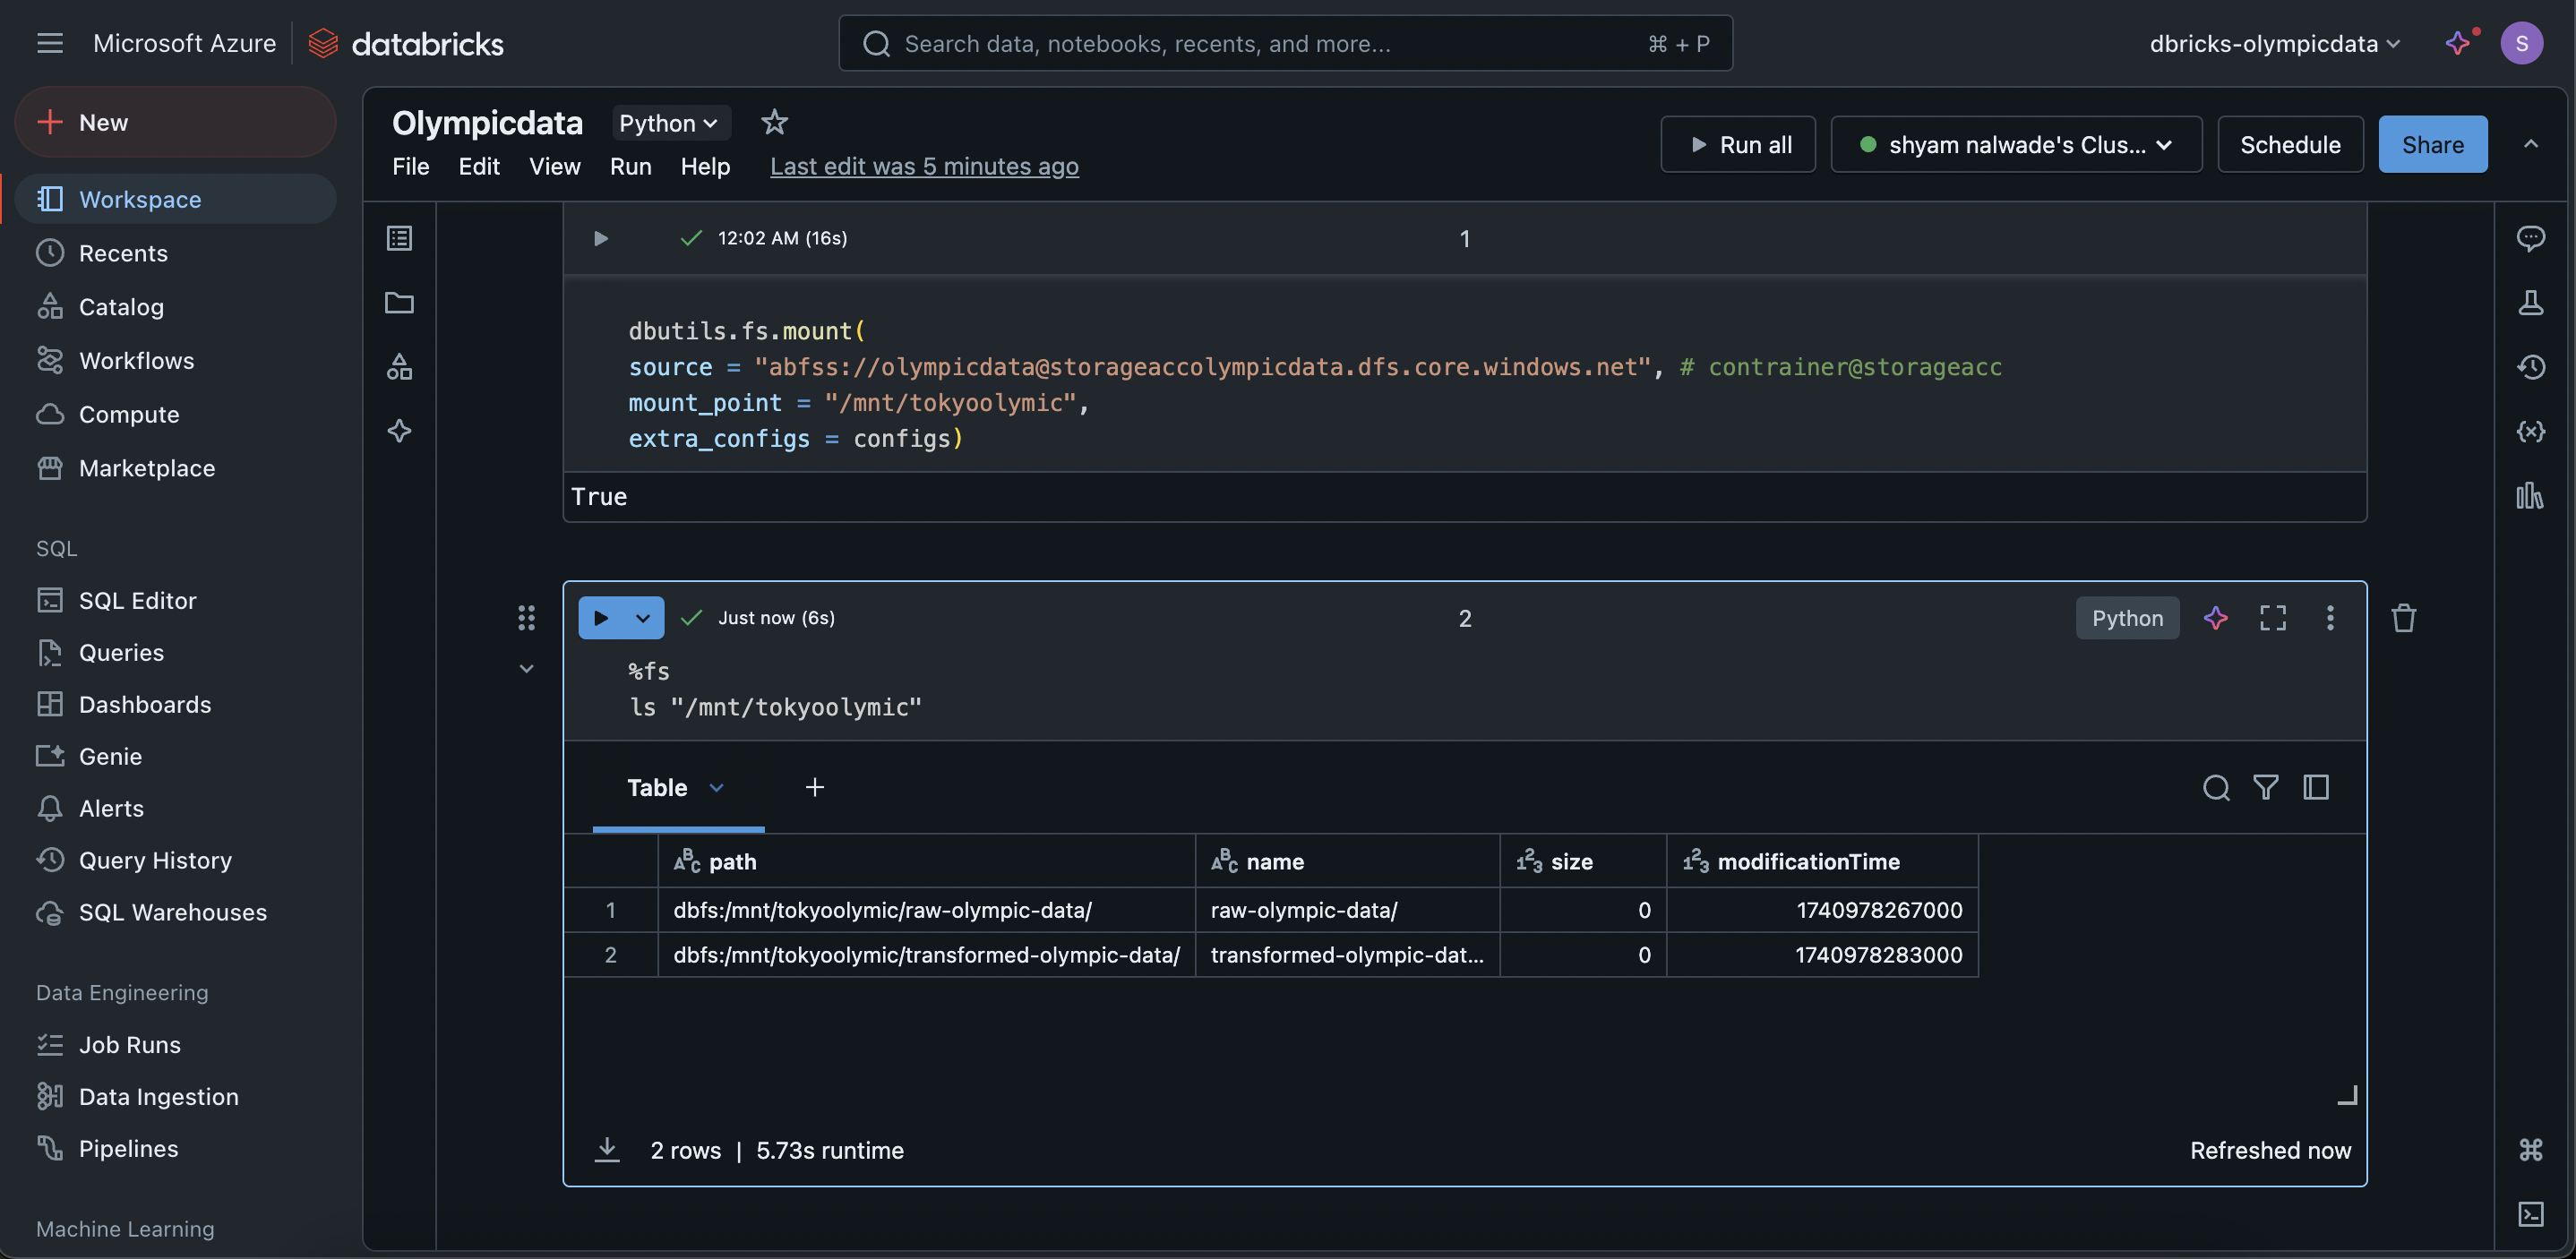 Microsoft Azure databricks
Search data, notebooks, recents, and more... ⌘ + P
dbricks-olympicdata
S
New
Workspace
Recents
Catalog
Workflows
Compute
Marketplace
SQL
SQL Editor
Queries
Dashboards
Genie
Alerts
Query History
SQL Warehouses
Data Engineering
Job Runs
Data Ingestion
Pipelines
Machine Learning
Olympicdata Python
File Edit View Run Help Last edit was 5 minutes ago
Run all shyam nalwade's Clus... Schedule Share
12:02 AM (16s) 1
dbutils.fs.mount(
source = "abfss://olympicdata@storageaccolympicdata.dfs.core.windows.net", # contrainer@storageacc
mount_point = "/mnt/tokyoolymic",
extra_configs = configs)
True
Just now (6s) 2 Python
%fs
ls "/mnt/tokyoolymic"
Table +
path name size modificationTime
1 dbfs:/mnt/tokyoolymic/raw-olympic-data/ raw-olympic-data/ 0 1740978267000
2 dbfs:/mnt/tokyoolymic/transformed-olympic-data/ transformed-olympic-dat... 0 1740978283000
2 rows | 5.73s runtime Refreshed now